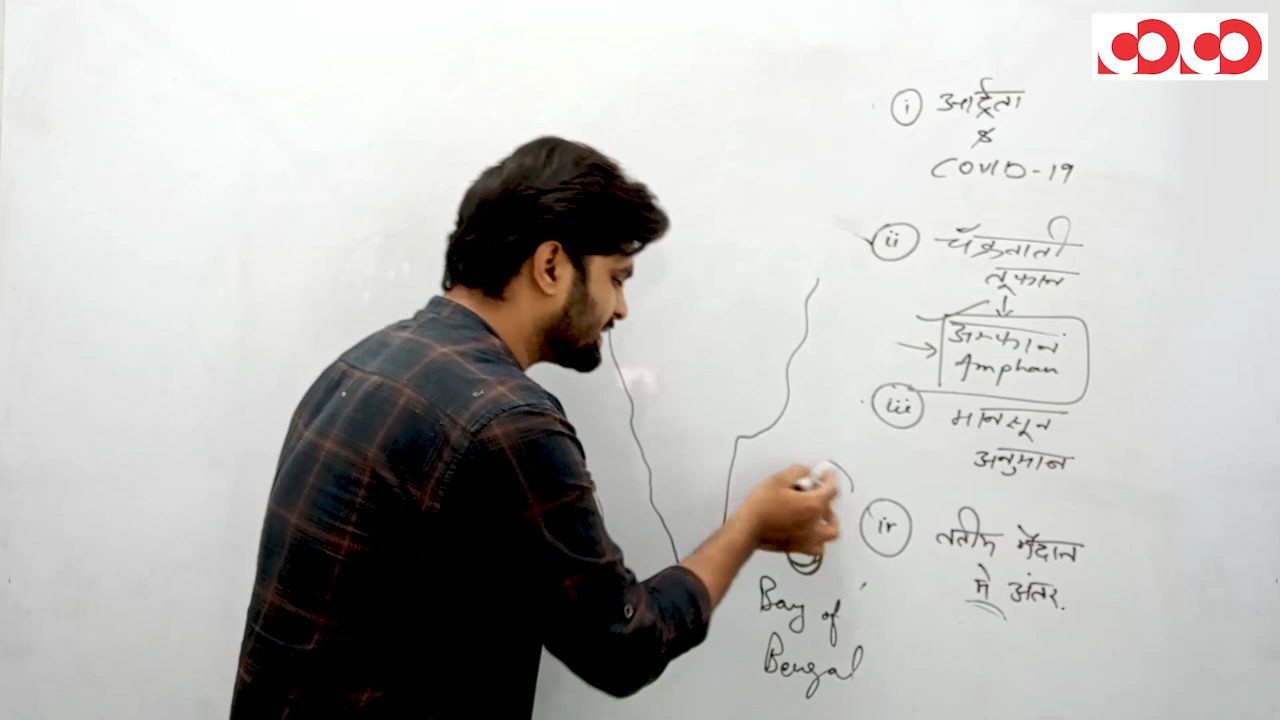 i आर्द्रता
&
COVID-19
ii चक्रवाती
तूफान
अम्फान
Amphan
iii मानसून
अनुमान
iv तटीय मैदान
में अंतर.
Bay of
Bengal